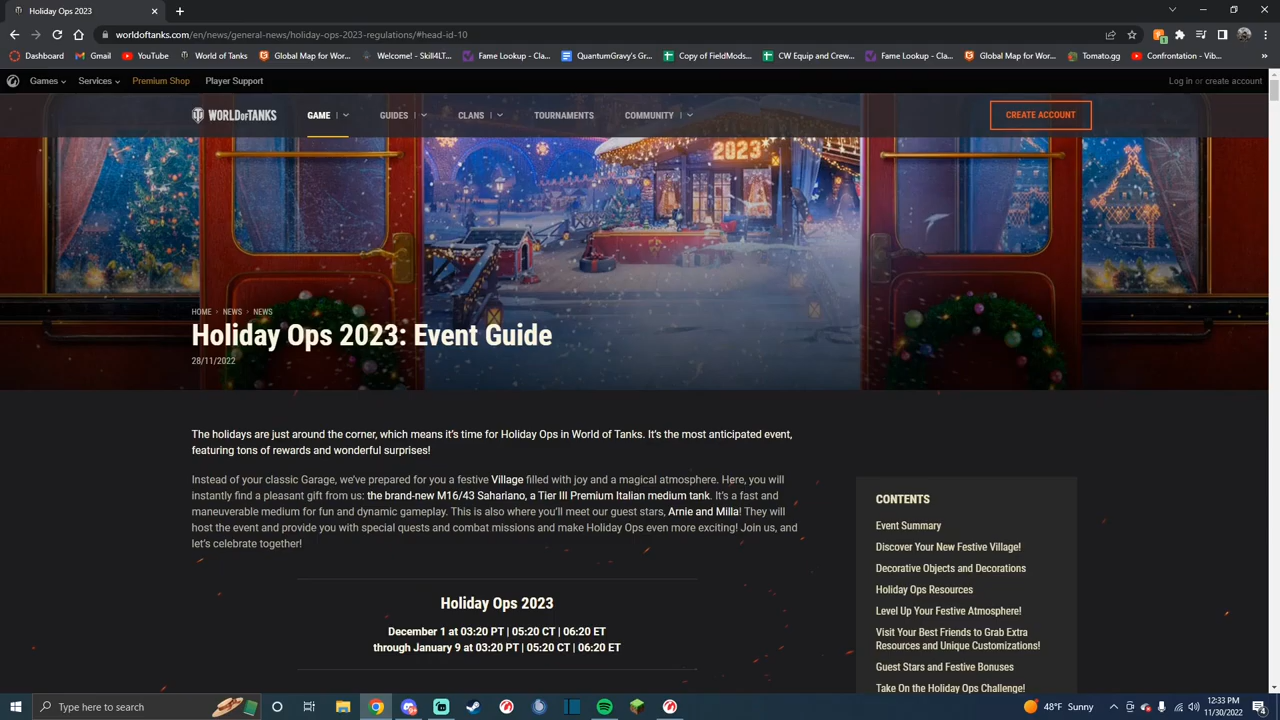 Holiday Ops 2023
worldoftanks.com/en/news/general-news/holiday-ops-2023-regulations/#head-id-10
Dashboard
Gmail
YouTube
World of Tanks
Global Map for Wor...
Welcome! - Skill4LT...
Fame Lookup - Cla...
QuantumGravy's Gr...
Copy of FieldMods...
CW Equip and Cre...
Fame Lookup - Cla...
Global Map for Wor...
Tomato.gg
Confrontation - Vic...
Games
Services
Premium Shop
Player Support
Log in or create account
WORLD OF TANKS
GAME
GUIDES
CLANS
TOURNAMENTS
COMMUNITY
CREATE ACCOUNT
2023
HOME › NEWS › NEWS
Holiday Ops 2023: Event Guide
28/11/2022
The holidays are just around the corner, which means it's time for Holiday Ops in World of Tanks. It's the most anticipated event,
featuring tons of rewards and wonderful surprises!
Instead of your classic Garage, we've prepared for you a festive Village filled with joy and a magical atmosphere. Here, you will
instantly find a pleasant gift from us: the brand-new M16/43 Sahariano, a Tier III Premium Italian medium tank. It's a fast and
maneuverable medium for fun and dynamic gameplay. This is also where you'll meet our guest stars, Arnie and Milla! They will
host the event and provide you with special quests and combat missions and make Holiday Ops even more exciting! Join us, and
let's celebrate together!
Holiday Ops 2023
December 1 at 03:20 PT | 05:20 CT | 06:20 ET
through January 9 at 03:20 PT | 05:20 CT | 06:20 ET
CONTENTS
Event Summary
Discover Your New Festive Village!
Decorative Objects and Decorations
Holiday Ops Resources
Level Up Your Festive Atmosphere!
Visit Your Best Friends to Grab Extra
Resources and Unique Customizations!
Guest Stars and Festive Bonuses
Take On the Holiday Ops Challenge!
Type here to search
48°F Sunny
12:33 PM
11/30/2022